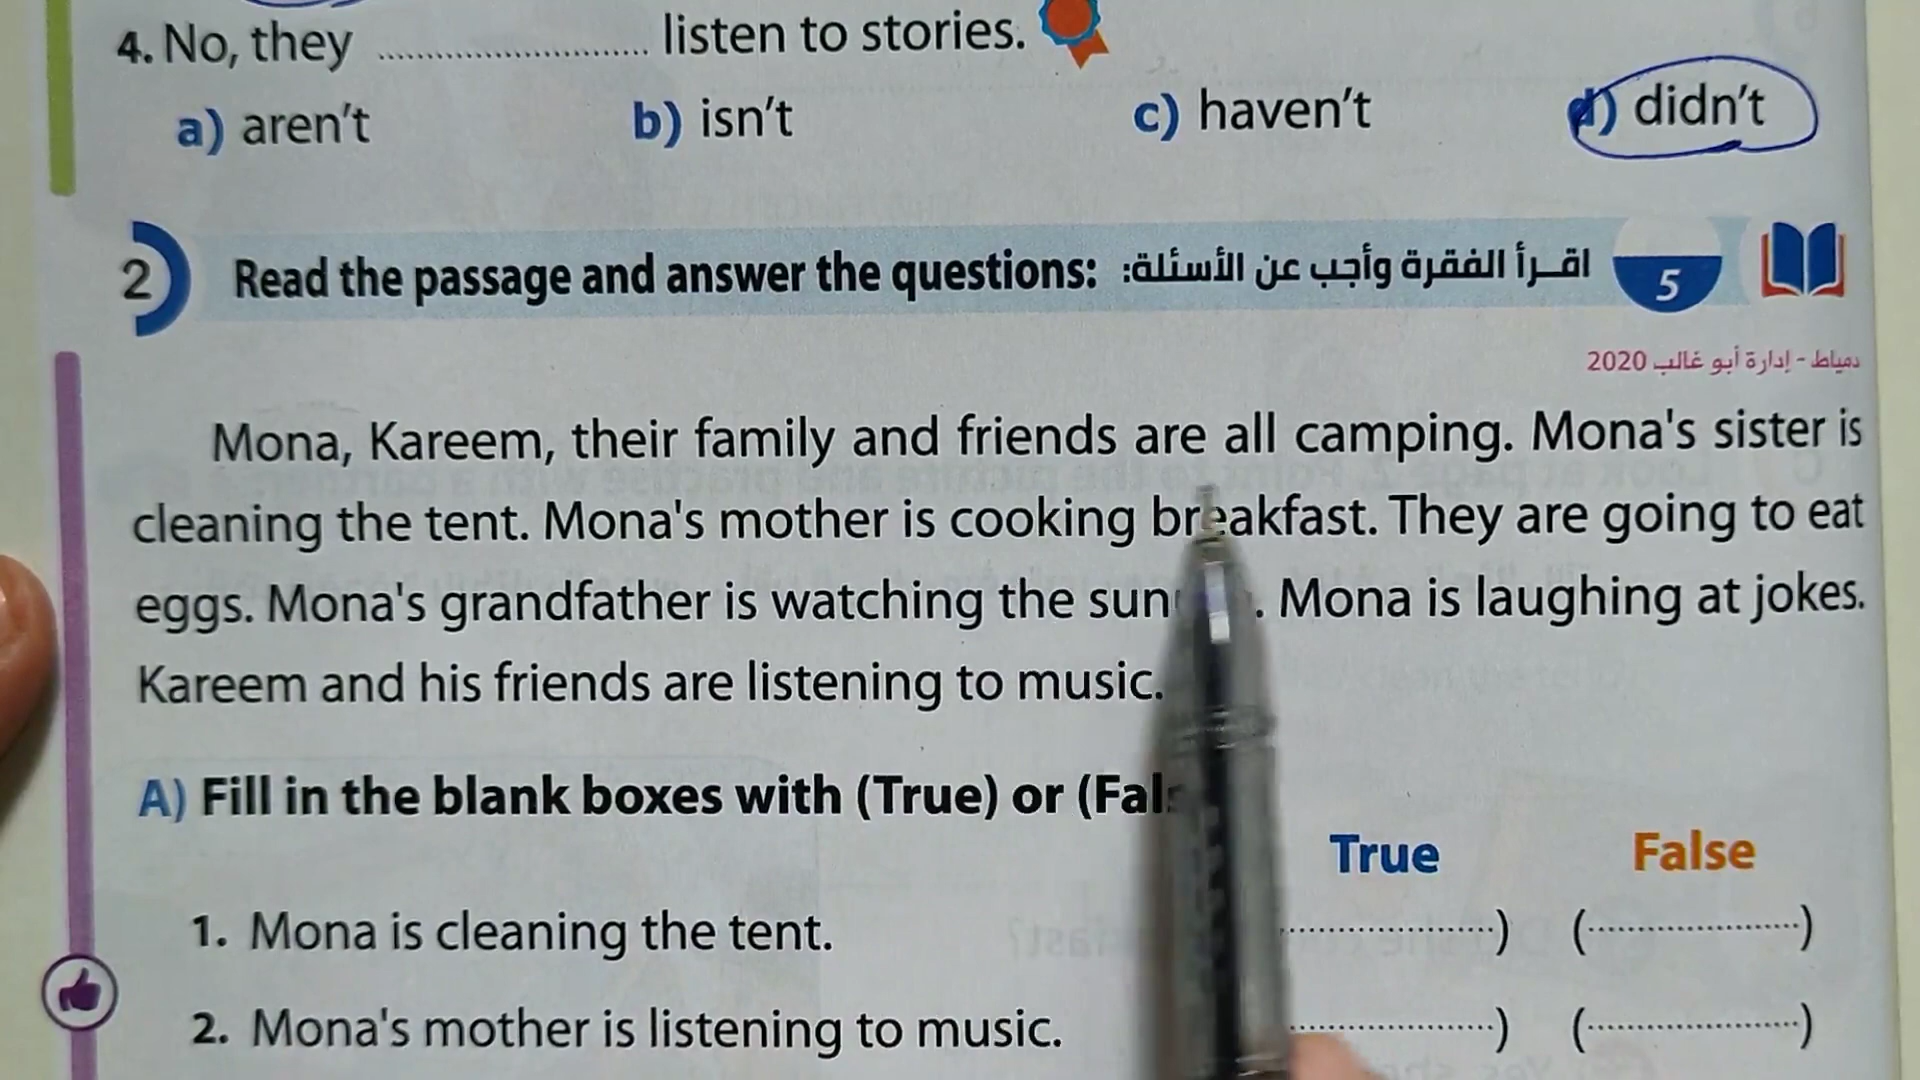 4. No, they ........................... listen to stories.
a) aren't b) isn't c) haven't d) didn't
2 Read the passage and answer the questions: اقرأ الفقرة وأجب عن الأسئلة: 5
دمياط - إدارة أبو غالب 2020
Mona, Kareem, their family and friends are all camping. Mona's sister is
cleaning the tent. Mona's mother is cooking breakfast. They are going to eat
eggs. Mona's grandfather is watching the . Mona is laughing at jokes.
Kareem and his friends are listening to music.
A) Fill in the blank boxes with (True) or
True False
1. Mona is cleaning the tent. ......................) (......................)
2. Mona's mother is listening to music. ......................) (......................)